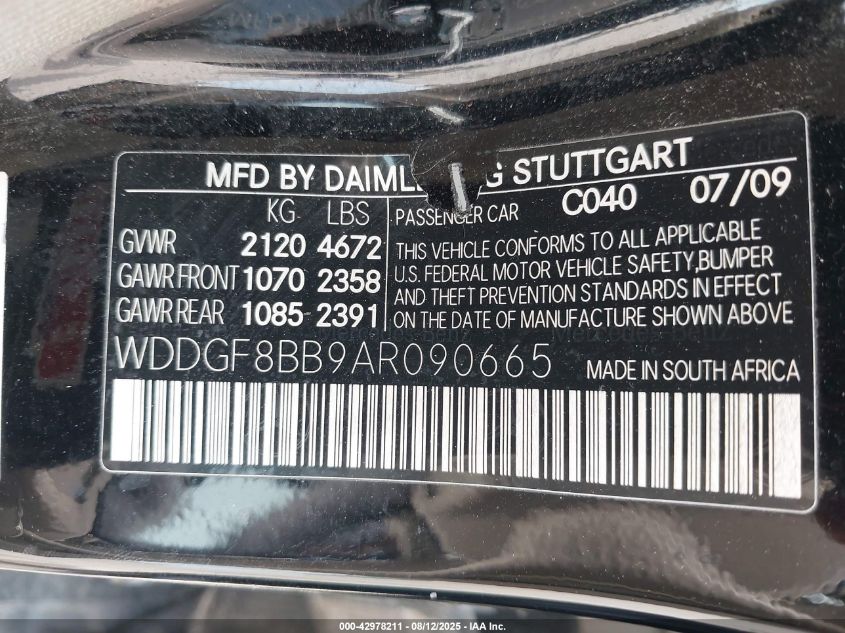 MFD BY DAIML G STUTTGART
KG LBS PASSENGER CAR C040 07/09
GVWR 2120 4672
GAWR FRONT 1070 2358
GAWR REAR 1085 2391
THIS VEHICLE CONFORMS TO ALL APPLICABLE
U.S. FEDERAL MOTOR VEHICLE SAFETY,BUMPER
AND THEFT PREVENTION STANDARDS IN EFFECT
ON THE DATE OF MANUFACTURE SHOWN ABOVE
WDDGF8BB9AR090665 MADE IN SOUTH AFRICA
000-42978211 - 08/12/2025 - IAA Inc.